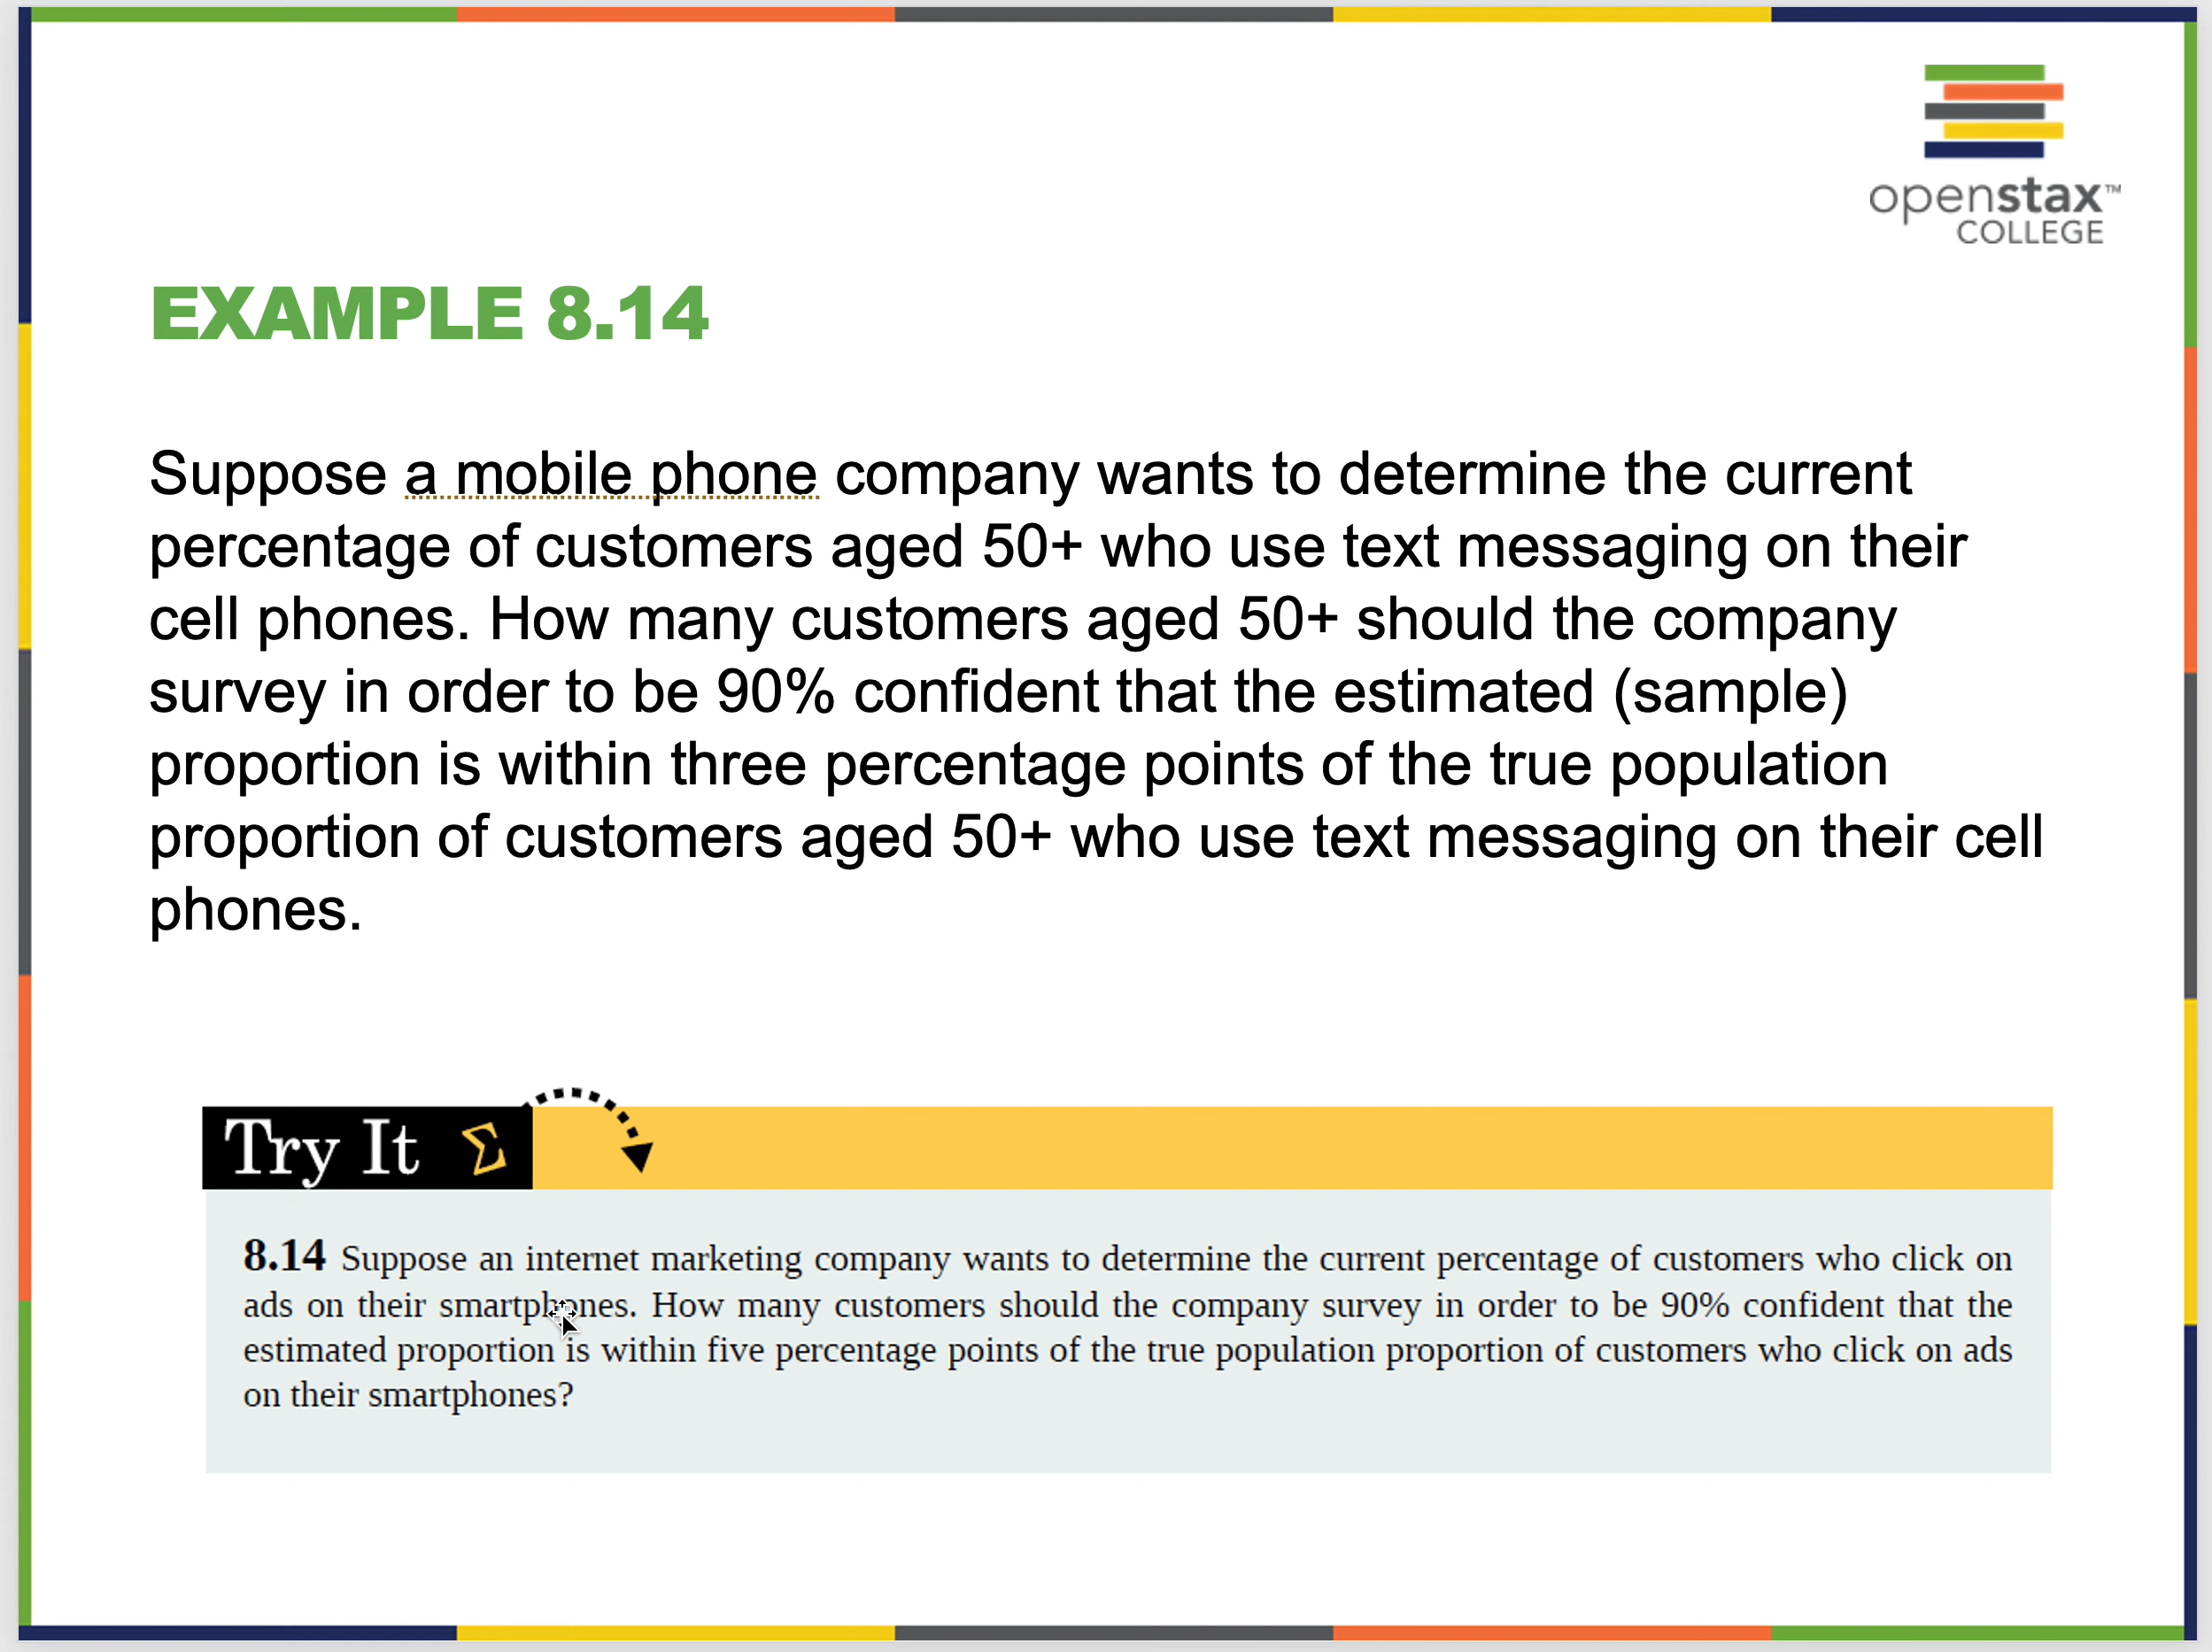 openstax™
COLLEGE
EXAMPLE 8.14
Suppose a mobile phone company wants to determine the current
percentage of customers aged 50+ who use text messaging on their
cell phones. How many customers aged 50+ should the company
survey in order to be 90% confident that the estimated (sample)
proportion is within three percentage points of the true population
proportion of customers aged 50+ who use text messaging on their cell
phones.
Try It Σ
8.14 Suppose an internet marketing company wants to determine the current percentage of customers who click on
ads on their smartphones. How many customers should the company survey in order to be 90% confident that the
estimated proportion is within five percentage points of the true population proportion of customers who click on ads
on their smartphones?